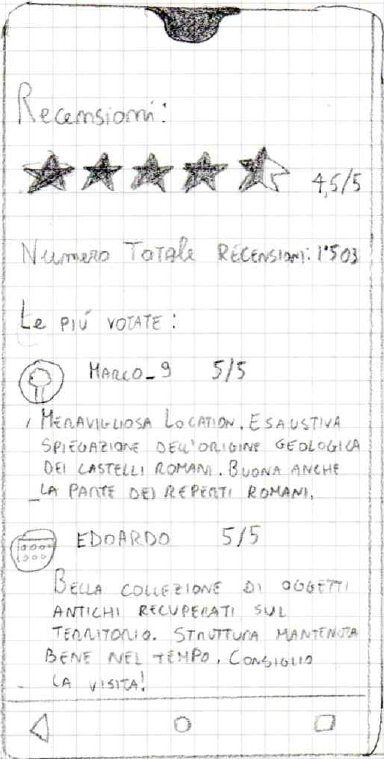 Recensioni:
4,5/5
Numero Totale RECENSIONI: 1'503
Le PIÚ VOTATE:
MARCO_9 5/5
MERAVIGLIOSA LOCATION. ESAUSTIVA
SPIEGAZIONE DELL'ORIGINE GEOLOGICA
DEI CASTELLI ROMANI. BUONA ANCHE
LA PARTE DEI REPERTI ROMANI.
EDOARDO 5/5
BELLA COLLEZIONE DI OGGETTI
ANTICHI RECUPERATI SUL
TERRITORIO. STRUTTURA MANTENUTA
BENE NEL TEMPO. CONSIGLIO
LA VISITA!